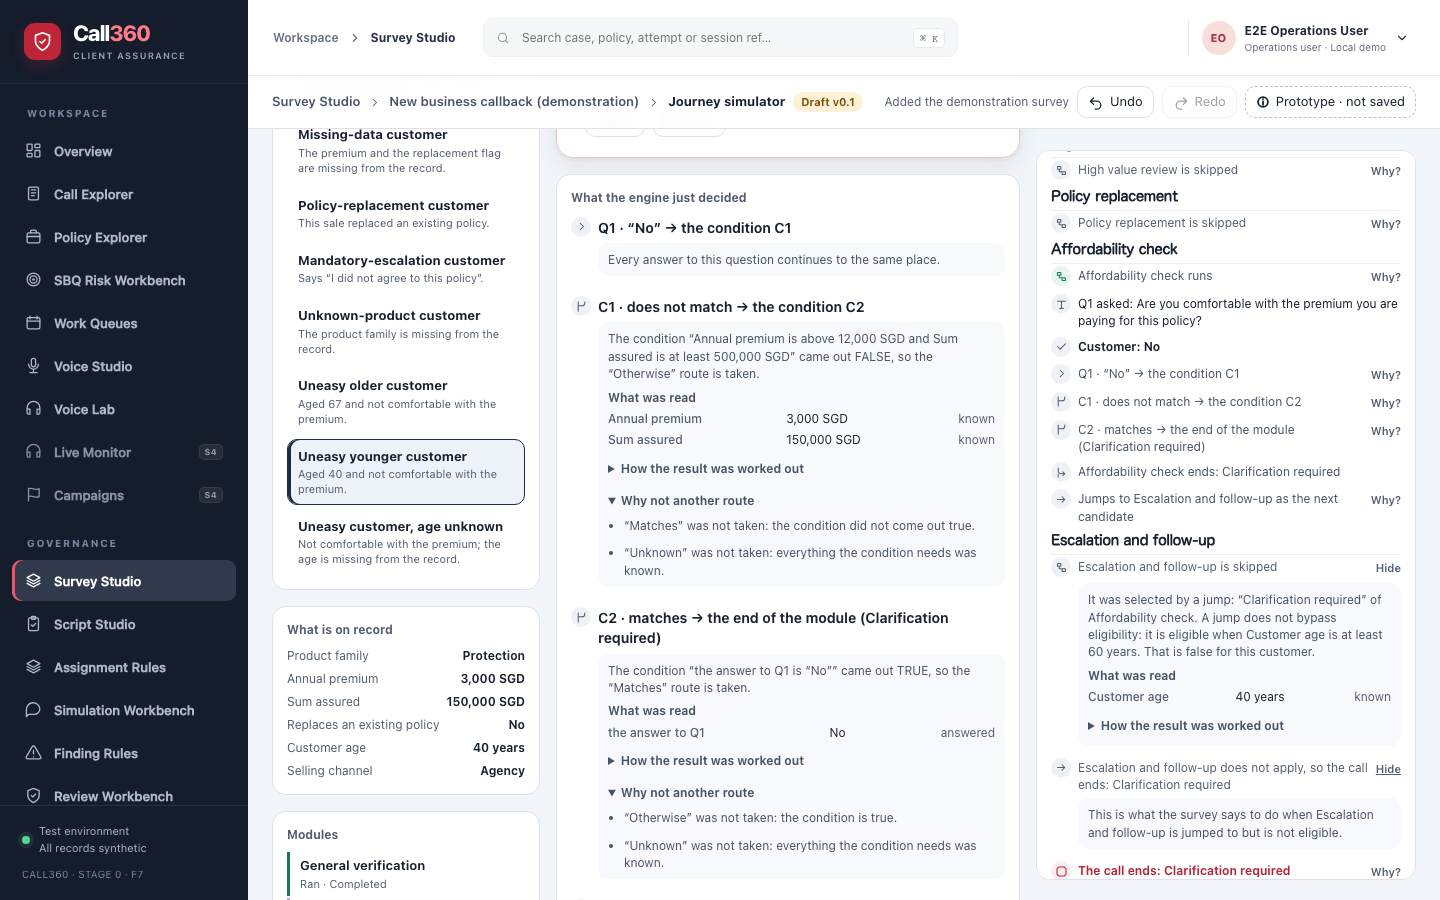 Call360
CLIENT ASSURANCE
WORKSPACE
Overview
Call Explorer
Policy Explorer
SBQ Risk Workbench
Work Queues
Voice Studio
Voice Lab
Live Monitor S4
Campaigns S4
GOVERNANCE
Survey Studio
Script Studio
Assignment Rules
Simulation Workbench
Finding Rules
Review Workbench
Test environment
All records synthetic
CALL360 · STAGE 0 · F7
Workspace > Survey Studio
Search case, policy, attempt or session ref...
⌘ K
EO
E2E Operations User
Operations user · Local demo
Survey Studio > New business callback (demonstration) > Journey simulator
Draft v0.1
Added the demonstration survey
Undo
Redo
Prototype · not saved
Missing-data customer
The premium and the replacement flag
are missing from the record.
Policy-replacement customer
This sale replaced an existing policy.
Mandatory-escalation customer
Says “I did not agree to this policy”.
Unknown-product customer
The product family is missing from the
record.
Uneasy older customer
Aged 67 and not comfortable with the
premium.
Uneasy younger customer
Aged 40 and not comfortable with the
premium.
Uneasy customer, age unknown
Not comfortable with the premium; the
age is missing from the record.
What is on record
Product family Protection
Annual premium 3,000 SGD
Sum assured 150,000 SGD
Replaces an existing policy No
Customer age 40 years
Selling channel Agency
Modules
General verification
Ran · Completed
What the engine just decided
Q1 · “No” → the condition C1
Every answer to this question continues to the same place.
C1 · does not match → the condition C2
The condition “Annual premium is above 12,000 SGD and Sum
assured is at least 500,000 SGD” came out FALSE, so the
“Otherwise” route is taken.
What was read
Annual premium 3,000 SGD known
Sum assured 150,000 SGD known
▶ How the result was worked out
▼ Why not another route
• “Matches” was not taken: the condition did not come out true.
• “Unknown” was not taken: everything the condition needs was
known.
C2 · matches → the end of the module (Clarification
required)
The condition “the answer to Q1 is “No”” came out TRUE, so the
“Matches” route is taken.
What was read
the answer to Q1 No answered
▶ How the result was worked out
▼ Why not another route
• “Otherwise” was not taken: the condition is true.
• “Unknown” was not taken: everything the condition needs was
known.
High value review is skipped Why?
Policy replacement
Policy replacement is skipped Why?
Affordability check
Affordability check runs Why?
Q1 asked: Are you comfortable with the premium you are
paying for this policy?
Customer: No
Q1 · “No” → the condition C1 Why?
C1 · does not match → the condition C2 Why?
C2 · matches → the end of the module Why?
(Clarification required)
Affordability check ends: Clarification required
Jumps to Escalation and follow-up as the next Why?
candidate
Escalation and follow-up
Escalation and follow-up is skipped Hide
It was selected by a jump: “Clarification required” of
Affordability check. A jump does not bypass
eligibility: it is eligible when Customer age is at least
60 years. That is false for this customer.
What was read
Customer age 40 years known
▶ How the result was worked out
Escalation and follow-up does not apply, so the call Hide
ends: Clarification required
This is what the survey says to do when Escalation
and follow-up is jumped to but is not eligible.
The call ends: Clarification required Why?